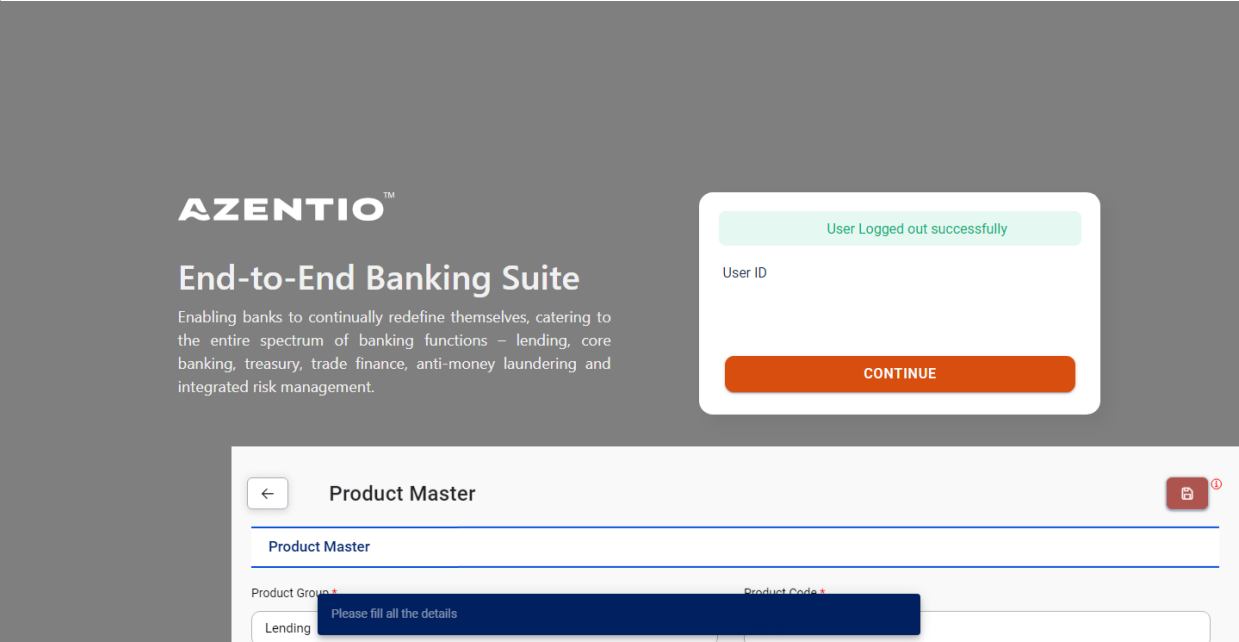 AZENTIO™
End-to-End Banking Suite
Enabling banks to continually redefine themselves, catering to
the entire spectrum of banking functions – lending, core
banking, treasury, trade finance, anti-money laundering and
integrated risk management.
User Logged out successfully
User ID
CONTINUE
Product Master
Product Master
Product Group *
Product Code *
Please fill all the details
Lending